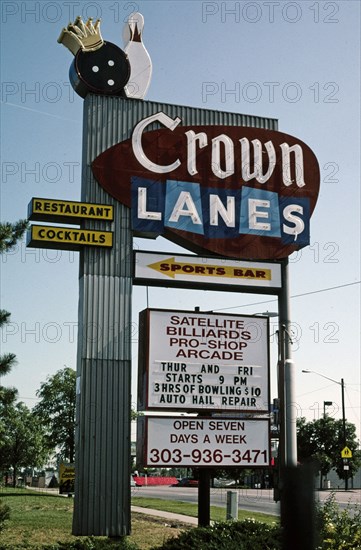 Crown
LANES
RESTAURANT
COCKTAILS
SPORTS BAR
SATELLITE
BILLIARDS
PRO-SHOP
ARCADE
THUR AND FRI
STARTS 9 PM
3HRS OF BOWLING $10
AUTO HAIL REPAIR
OPEN SEVEN
DAYS A WEEK
303-936-3471